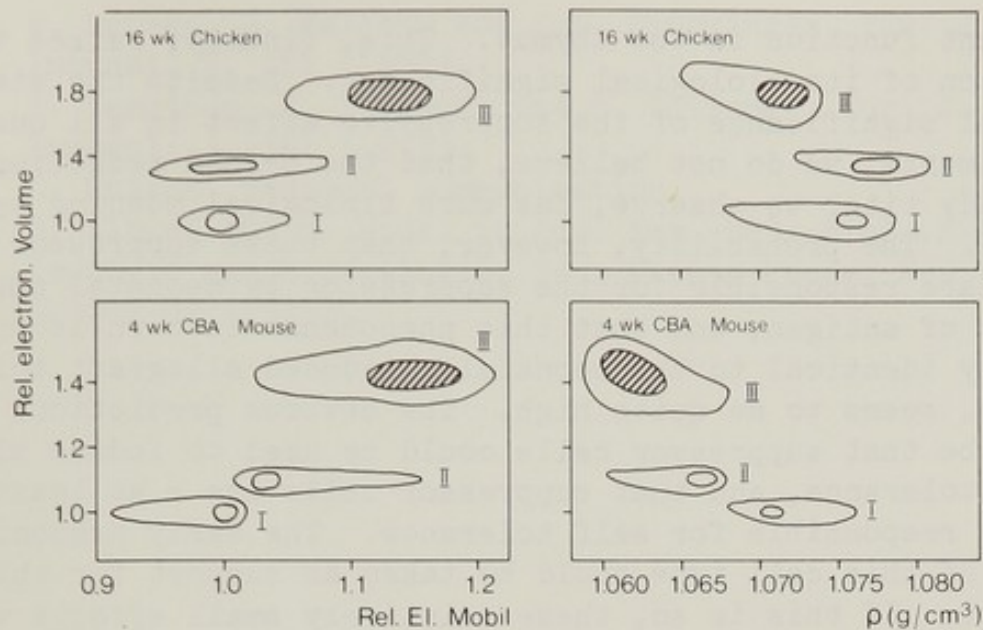 16 wk Chicken
16 wk Chicken
Rel. electron. Volume
1.8
1.4
1.0
III
II
I
III
II
I
4 wk CBA Mouse
4 wk CBA Mouse
1.4
1.2
1.0
III
II
I
III
II
I
0.9 1.0 1.1 1.2
1.060 1.065 1.070 1.075 1.080
Rel. El. Mobil
ρ(g/cm³)